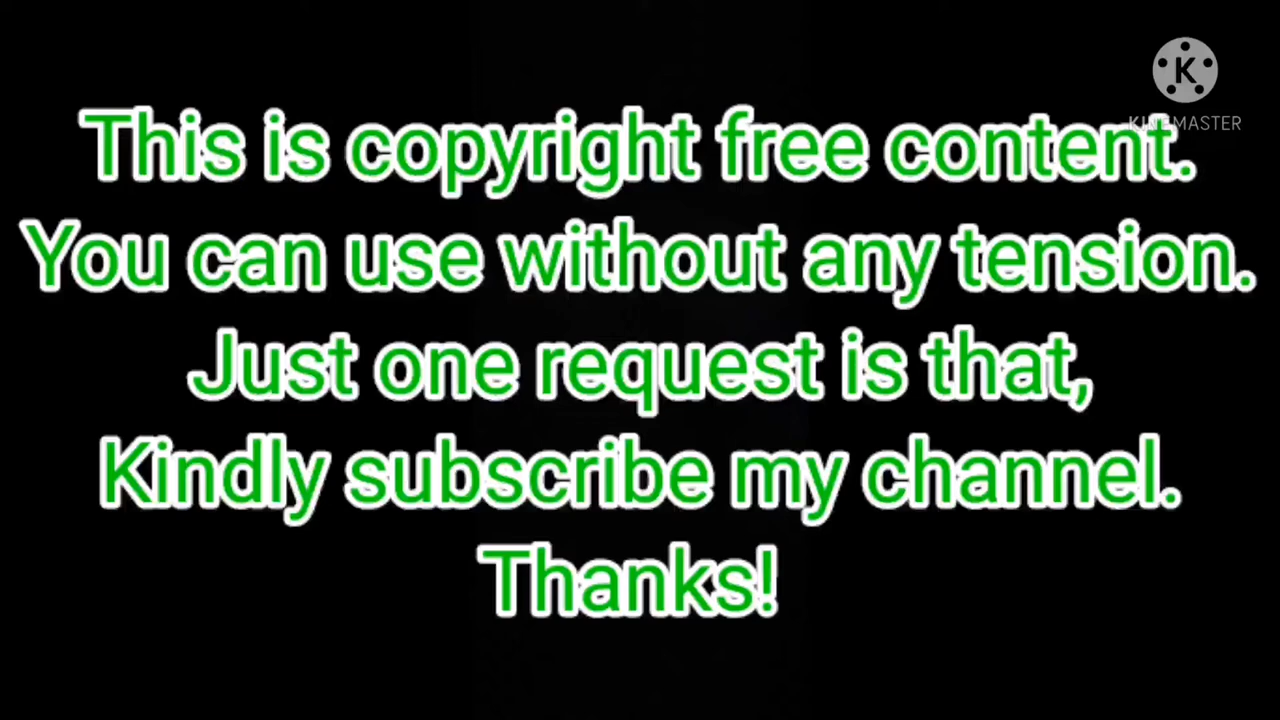 K
KINEMASTER
This is copyright free content.
You can use without any tension.
Just one request is that,
Kindly subscribe my channel.
Thanks!